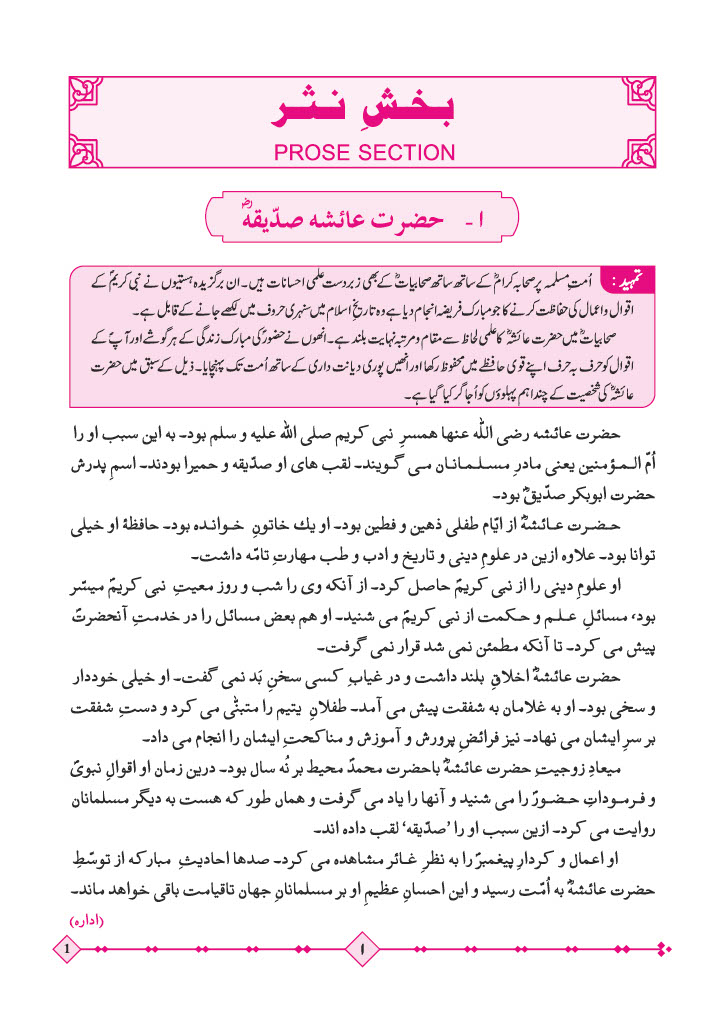 بخشِ نثر
PROSE SECTION
۱- حضرت عائشه صدّیقهؓ
تمہید: اُمتِ مسلمہ پر صحابہ کرامؓ کے ساتھ ساتھ صحابیاتؓ کے بھی زبردست علمی احسانات ہیں۔ ان برگزیدہ ہستیوں نے نبی کریمؐ کے
اقوال و اعمال کی حفاظت کرنے کا جو مبارک فریضہ انجام دیا ہے وہ تاریخِ اسلام میں سنہری حروف میں لکھے جانے کے قابل ہے۔
صحابیاتؓ میں حضرت عائشہؓ کا علمی لحاظ سے مقام و مرتبہ نہایت بلند ہے۔ انھوں نے حضورؐ کی مبارک زندگی کے ہر گوشے اور آپؐ کے
اقوال کو حرف بہ حرف اپنے قوی حافظے میں محفوظ رکھا اور انھیں پوری دیانت داری کے ساتھ اُمت تک پہنچایا۔ ذیل کے سبق میں حضرت
عائشہؓ کی شخصیت کے چند اہم پہلوؤں کو اُجاگر کیا گیا ہے۔
حضرت عائشه رضی الله عنها همسرِ نبی کریم صلی الله علیه و سلم بود۔ به این سبب او را
اُمّ المؤمنین یعنی مادرِ مسلمانان می گویند۔ لقب های او صدّیقه و حمیرا بودند۔ اسمِ پدرش
حضرت ابوبکر صدّیقؓ بود۔
حضرت عائشهؓ از ایّام طفلی ذهین و فطین بود۔ او یك خاتونِ خوانده بود۔ حافظهٔ او خیلی
توانا بود۔ علاوه ازین در علومِ دینی و تاریخ و ادب و طب مهارتِ تامّه داشت۔
او علومِ دینی را از نبی کریمؐ حاصل کرد۔ از آنکه وی را شب و روز معیتِ نبی کریمؐ میسّر
بود، مسائلِ علم و حکمت از نبی کریمؐ می شنید۔ او هم بعض مسائل را در خدمتِ آنحضرتؐ
پیش می کرد۔ تا آنکه مطمئن نمی شد قرار نمی گرفت۔
حضرت عائشهؓ اخلاقِ بلند داشت و در غیابِ کسی سخنِ بَد نمی گفت۔ او خیلی خوددار
و سخی بود۔ او به غلامان به شفقت پیش می آمد۔ طفلانِ یتیم را متبنّٰی می کرد و دستِ شفقت
بر سرِ ایشان می نهاد۔ نیز فرائضِ پرورش و آموزش و مناکحتِ ایشان را انجام می داد۔
میعادِ زوجیتِ حضرت عائشهؓ باحضرت محمدؐ محیط بر نُه سال بود۔ درین زمان او اقوالِ نبویؐ
و فرموداتِ حضورؐ را می شنید و آنها را یاد می گرفت و همان طور که هست به دیگر مسلمانان
روایت می کرد۔ ازین سبب او را ’صدّیقه‘ لقب داده اند۔
او اعمال و کردارِ پیغمبرؐ را به نظرِ غائر مشاهده می کرد۔ صدها احادیثِ مبارکه از توسّطِ
حضرت عائشهؓ به اُمّت رسید و این احسانِ عظیمِ او بر مسلمانانِ جهان تاقیامت باقی خواهد ماند۔
(اداره)
1
۱